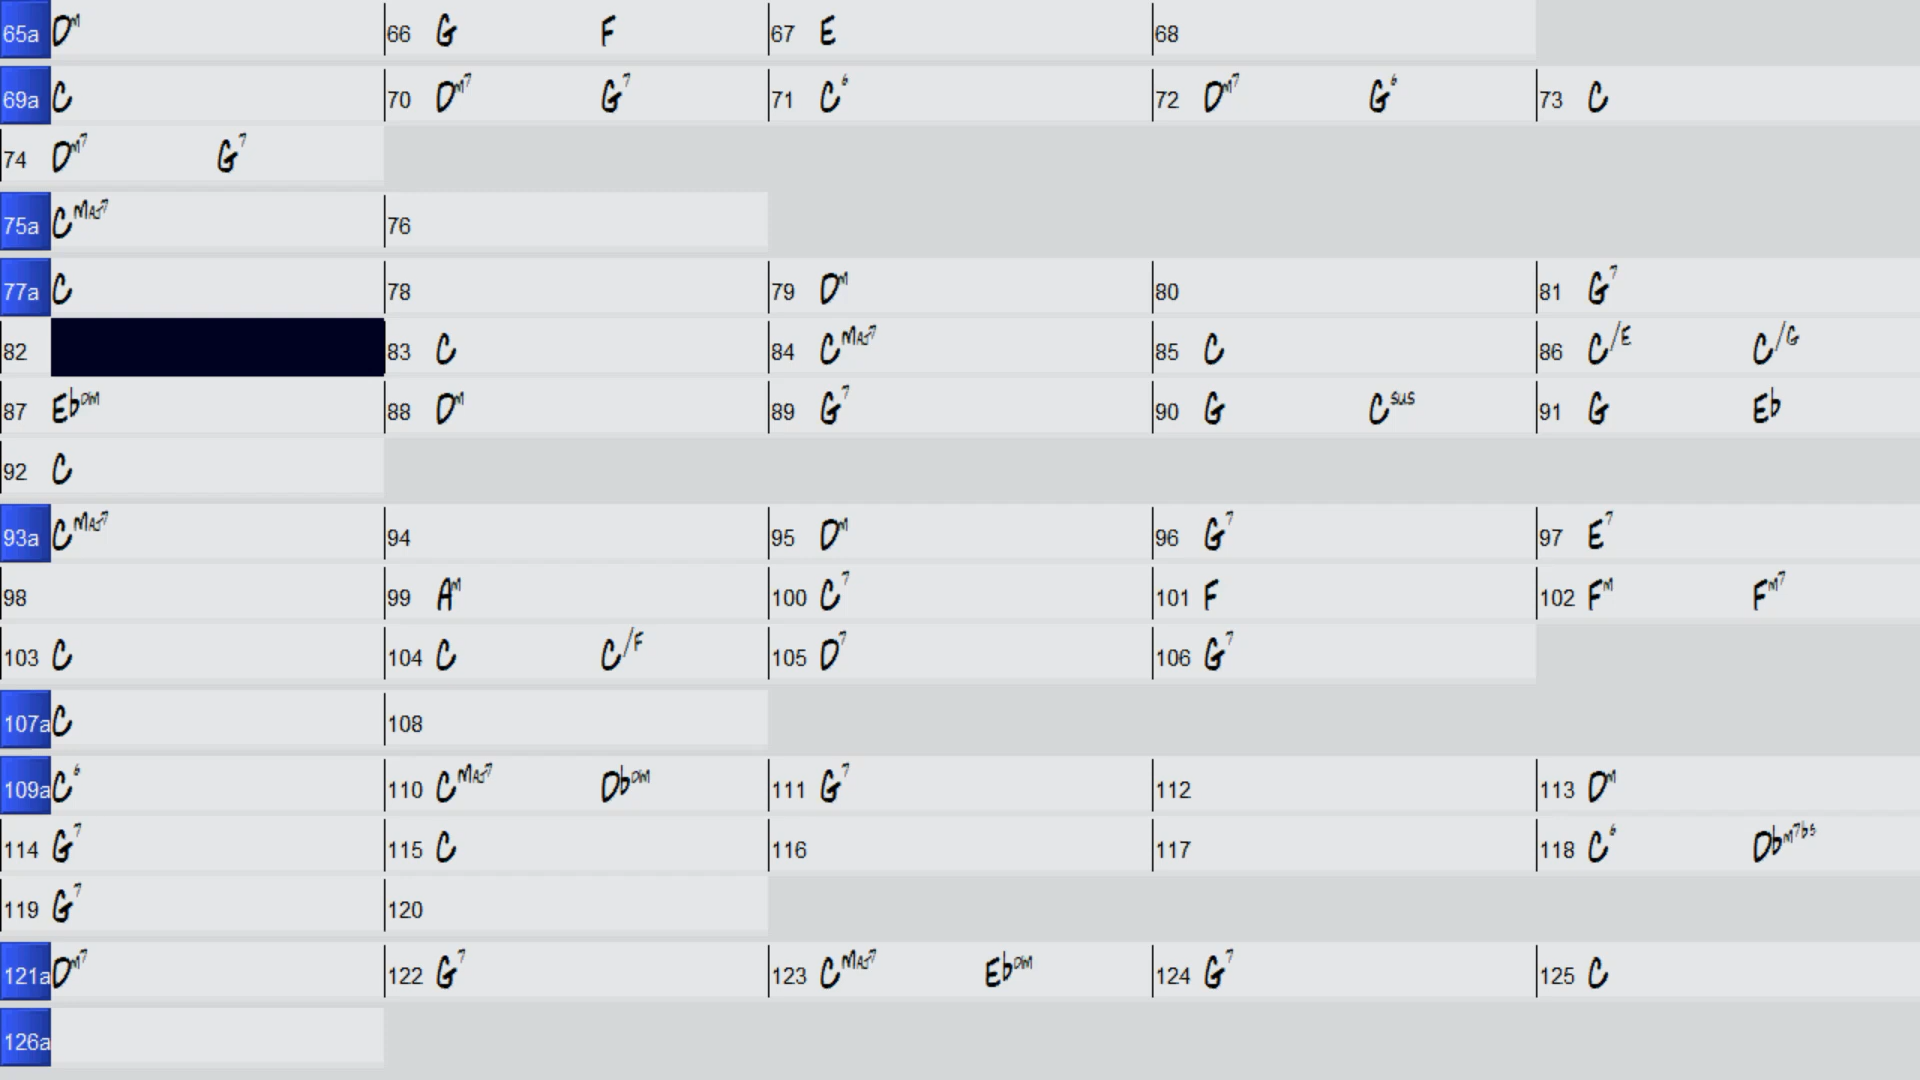 65a Dm 66 G F 67 E 68
69a C 70 Dm7 G7 71 C6 72 Dm7 G6 73 C
74 Dm7 G7
75a CMaj7 76
77a C 78 79 Dm 80 81 G7
82 83 C 84 CMaj7 85 C 86 C/E C/G
87 Ebdim 88 Dm 89 G7 90 G Csus 91 G Eb
92 C
93a CMaj7 94 95 Dm 96 G7 97 E7
98 99 Am 100 C7 101 F 102 Fm Fm7
103 C 104 C C/F 105 D7 106 G7
107a C 108
109a C6 110 CMaj7 Dbdim 111 G7 112 113 Dm
114 G7 115 C 116 117 118 C6 Dbm7b5
119 G7 120
121a Dm7 122 G7 123 CMaj7 Ebdim 124 G7 125 C
126a